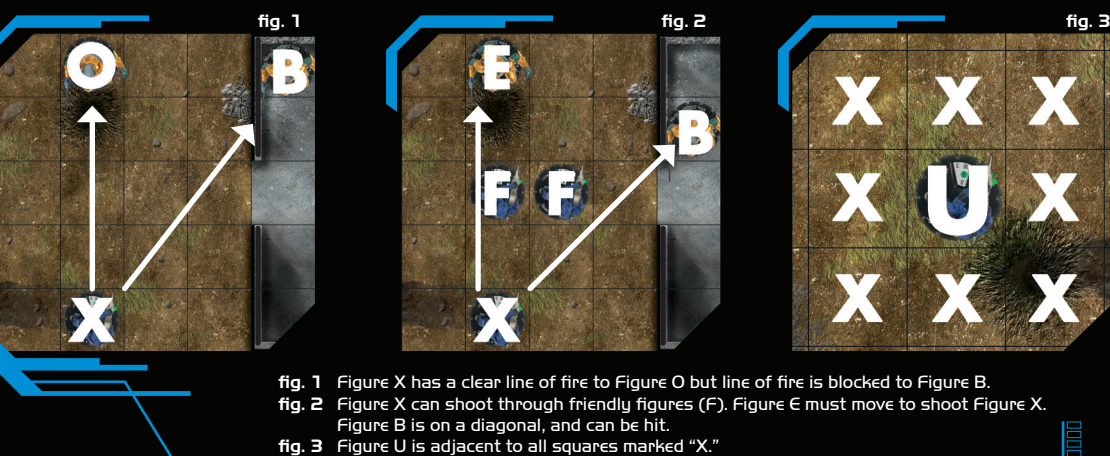 fig. 1
fig. 2
fig. 3
O
B
X
E
B
F F
X
X X X
X U X
X X X
fig. 1 Figure X has a clear line of fire to Figure O but line of fire is blocked to Figure B.
fig. 2 Figure X can shoot through friendly figures (F). Figure E must move to shoot Figure X.
Figure B is on a diagonal, and can be hit.
fig. 3 Figure U is adjacent to all squares marked “X.”